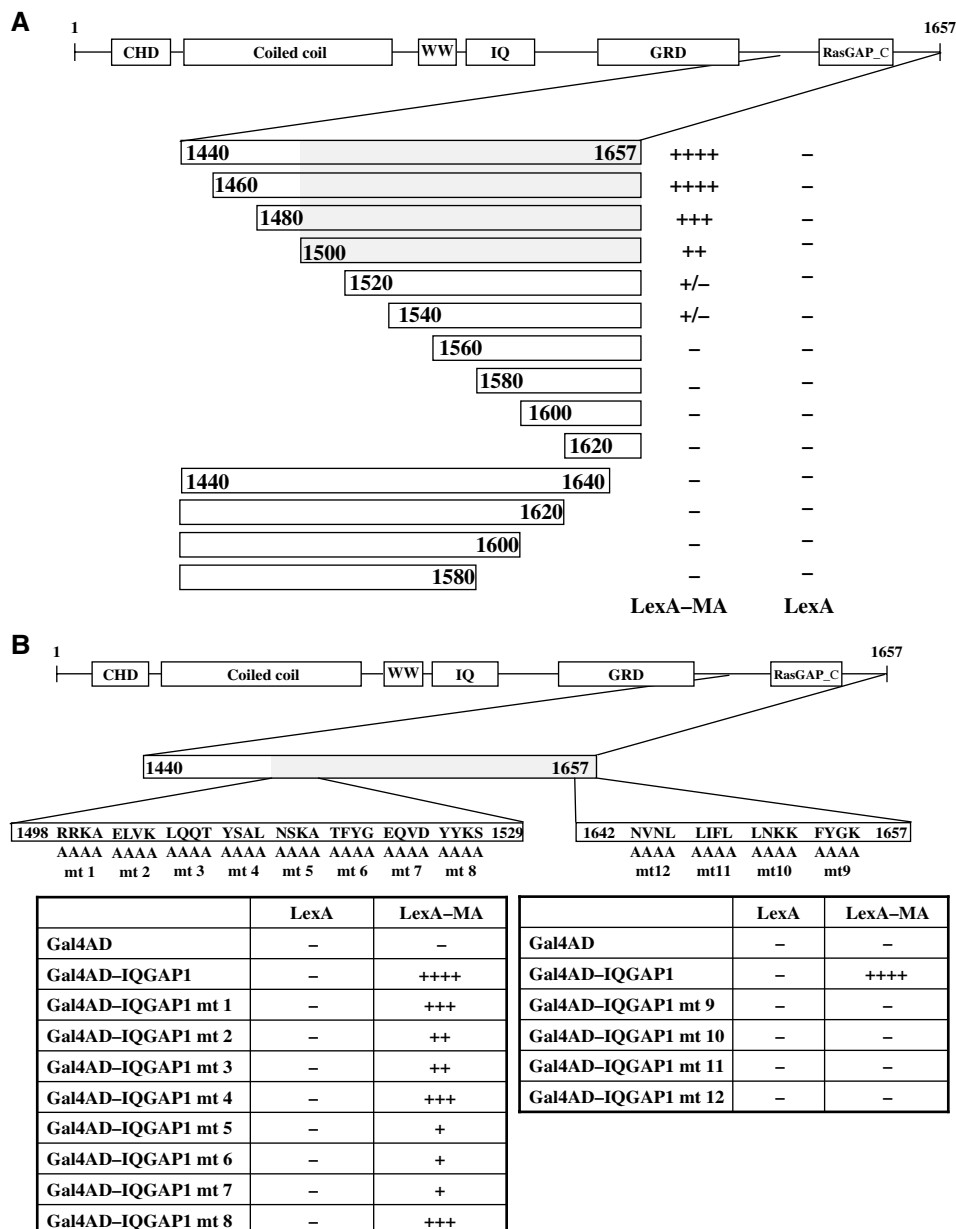 A
1 1657
CHD Coiled coil WW IQ GRD RasGAP_C
1440 1657 ++++ –
1460 ++++ –
1480 +++ –
1500 ++ –
1520 +/– –
1540 +/– –
1560 – –
1580 – –
1600 – –
1620 – –
1440 1640 – –
1620 – –
1600 – –
1580 – –
LexA–MA LexA
B
1 1657
CHD Coiled coil WW IQ GRD RasGAP_C
1440 1657
1498 RRKA ELVK LQQT YSAL NSKA TFYG EQVD YYKS 1529
AAAA AAAA AAAA AAAA AAAA AAAA AAAA AAAA
mt 1 mt 2 mt 3 mt 4 mt 5 mt 6 mt 7 mt 8
1642 NVNL LIFL LNKK FYGK 1657
AAAA AAAA AAAA AAAA
mt12 mt11 mt10 mt9
LexA LexA–MA
Gal4AD – –
Gal4AD–IQGAP1 – ++++
Gal4AD–IQGAP1 mt 1 – +++
Gal4AD–IQGAP1 mt 2 – ++
Gal4AD–IQGAP1 mt 3 – ++
Gal4AD–IQGAP1 mt 4 – +++
Gal4AD–IQGAP1 mt 5 – +
Gal4AD–IQGAP1 mt 6 – +
Gal4AD–IQGAP1 mt 7 – +
Gal4AD–IQGAP1 mt 8 – +++
LexA LexA–MA
Gal4AD – –
Gal4AD–IQGAP1 – ++++
Gal4AD–IQGAP1 mt 9 – –
Gal4AD–IQGAP1 mt 10 – –
Gal4AD–IQGAP1 mt 11 – –
Gal4AD–IQGAP1 mt 12 – –